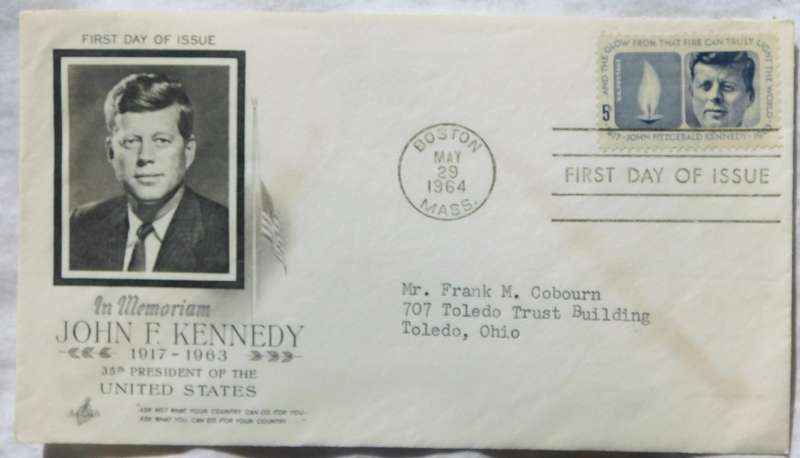 FIRST DAY OF ISSUE
In Memoriam
JOHN F. KENNEDY
1917 - 1963
35th PRESIDENT OF THE
UNITED STATES
ASK NOT WHAT YOUR COUNTRY CAN DO FOR YOU-
ASK WHAT YOU CAN DO FOR YOUR COUNTRY
BOSTON
MAY
29
1964
MASS.
AND THE GLOW FROM THAT FIRE CAN TRULY LIGHT THE WORLD
U.S. POSTAGE
5
JOHN FITZGERALD KENNEDY
FIRST DAY OF ISSUE
Mr. Frank M. Cobourn
707 Toledo Trust Building
Toledo, Ohio